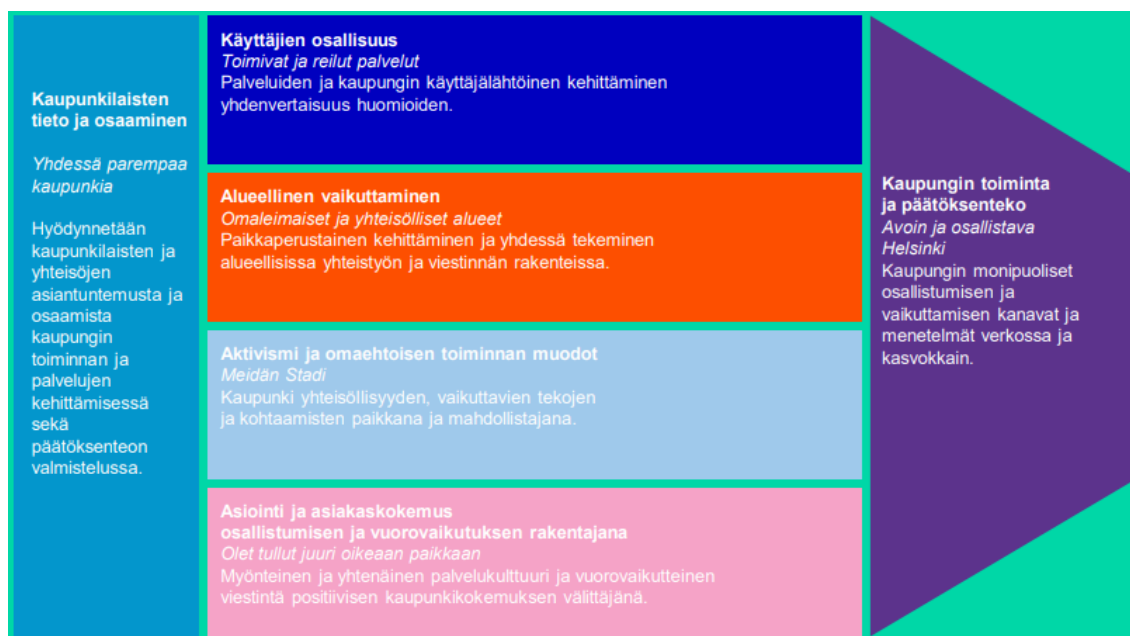 Kaupunkilaisten
tieto ja osaaminen
Yhdessä parempaa
kaupunkia
Hyödynnetään
kaupunkilaisten ja
yhteisöjen
asiantuntemusta ja
osaamista
kaupungin
toiminnan ja
palvelujen
kehittämisessä
sekä
päätöksenteon
valmistelussa.
Käyttäjien osallisuus
Toimivat ja reilut palvelut
Palveluiden ja kaupungin käyttäjälähtöinen kehittäminen
yhdenvertaisuus huomioiden.
Alueellinen vaikuttaminen
Omaleimaiset ja yhteisölliset alueet
Paikkaperustainen kehittäminen ja yhdessä tekeminen
alueellisissa yhteistyön ja viestinnän rakenteissa.
Aktivismi ja omaehtoisen toiminnan muodot
Meidän Stadi
Kaupunki yhteisöllisyyden, vaikuttavien tekojen
ja kohtaamisten paikkana ja mahdollistajana.
Asiointi ja asiakaskokemus
osallistumisen ja vuorovaikutuksen rakentajana
Olet tullut juuri oikeaan paikkaan
Myönteinen ja yhtenäinen palvelukulttuuri ja vuorovaikutteinen
viestintä positiivisen kaupunkikokemuksen välittäjänä.
Kaupungin toiminta
ja päätöksenteko
Avoin ja osallistava
Helsinki
Kaupungin monipuoliset
osallistumisen ja
vaikuttamisen kanavat ja
menetelmät verkossa ja
kasvokkain.